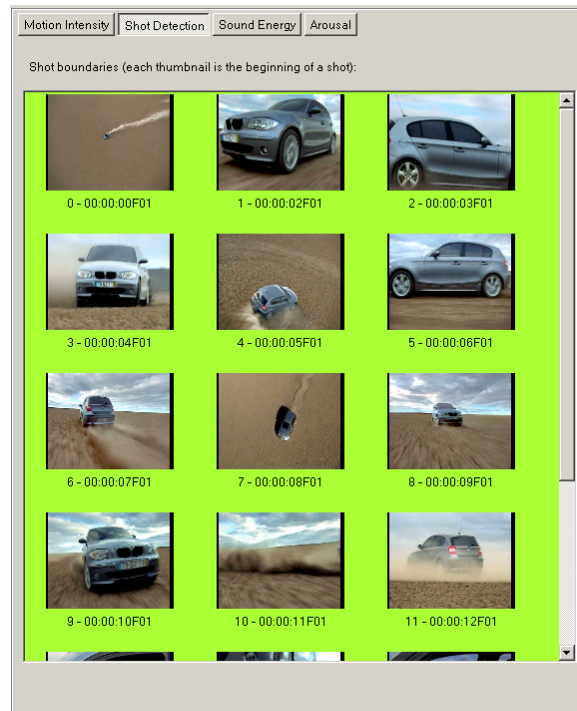 Motion Intensity Shot Detection Sound Energy Arousal
Shot boundaries (each thumbnail is the beginning of a shot):
0 - 00:00:00F01 1 - 00:00:02F01 2 - 00:00:03F01
3 - 00:00:04F01 4 - 00:00:05F01 5 - 00:00:06F01
6 - 00:00:07F01 7 - 00:00:08F01 8 - 00:00:09F01
9 - 00:00:10F01 10 - 00:00:11F01 11 - 00:00:12F01